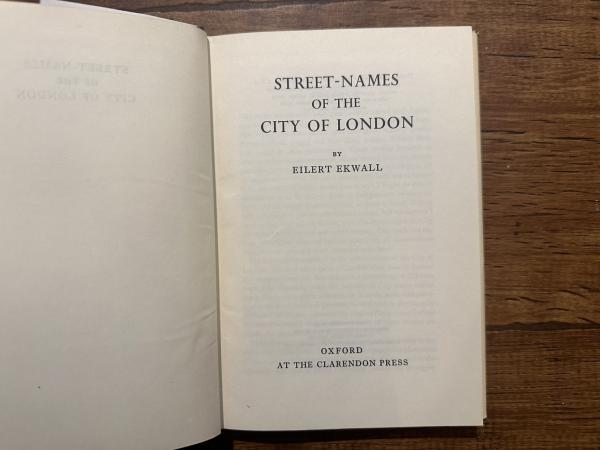 STREET-NAMES
OF THE
CITY OF LONDON
BY
EILERT EKWALL
OXFORD
AT THE CLARENDON PRESS